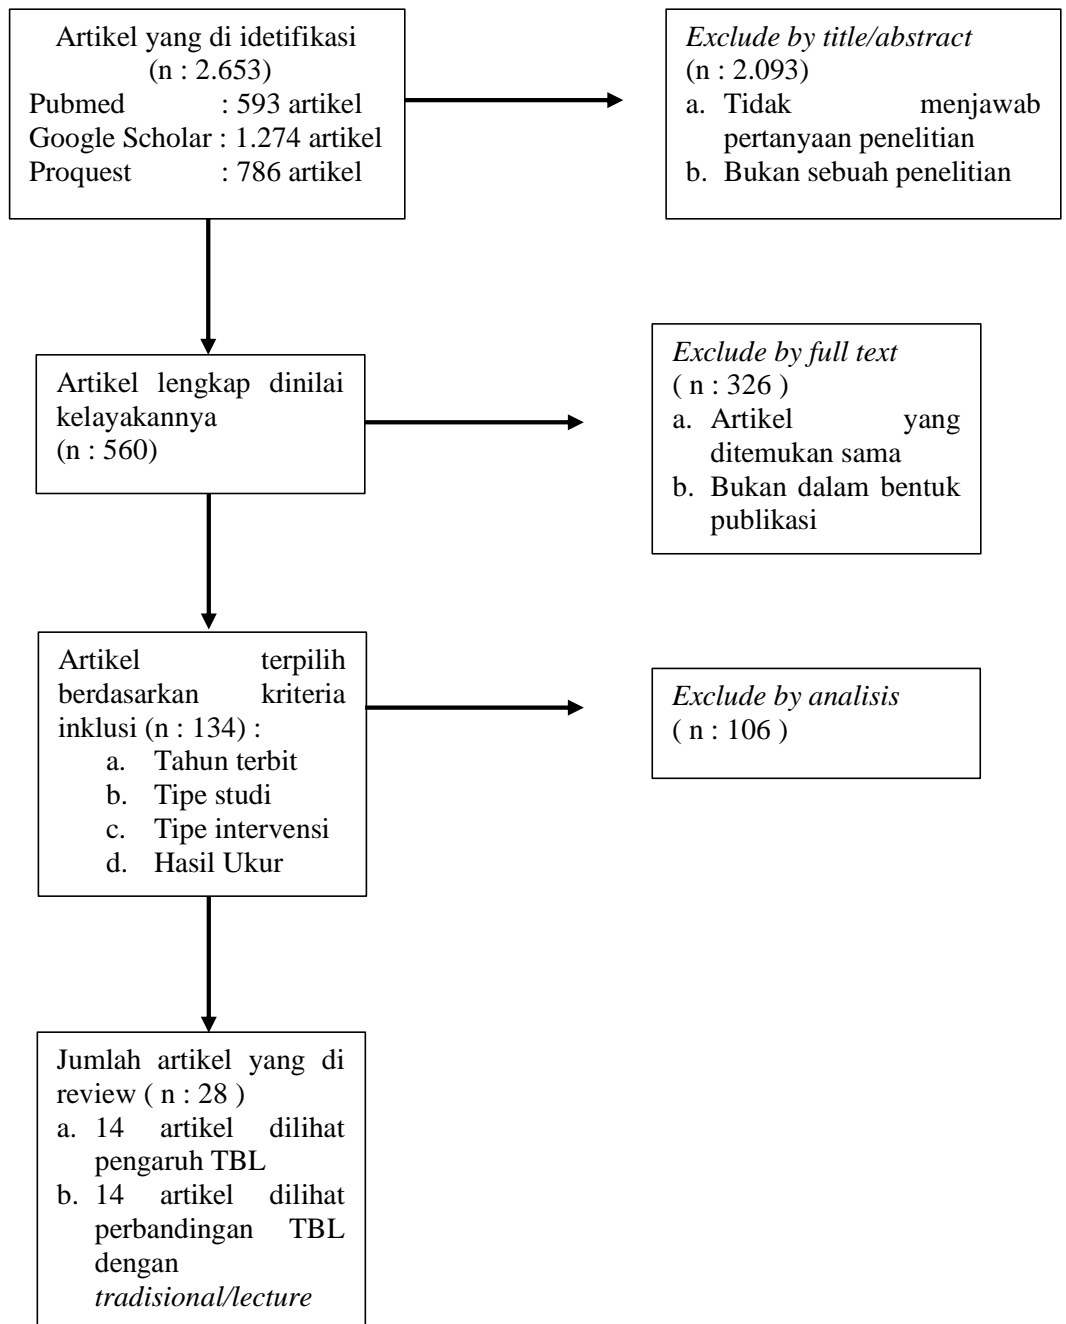 Artikel yang di idetifikasi
(n : 2.653)
Pubmed : 593 artikel
Google Scholar : 1.274 artikel
Proquest : 786 artikel
Exclude by title/abstract
(n : 2.093)
a. Tidak menjawab
pertanyaan penelitian
b. Bukan sebuah penelitian
Artikel lengkap dinilai
kelayakannya
(n : 560)
Exclude by full text
( n : 326 )
a. Artikel yang
ditemukan sama
b. Bukan dalam bentuk
publikasi
Artikel terpilih
berdasarkan kriteria
inklusi (n : 134) :
a. Tahun terbit
b. Tipe studi
c. Tipe intervensi
d. Hasil Ukur
Exclude by analisis
( n : 106 )
Jumlah artikel yang di
review ( n : 28 )
a. 14 artikel dilihat
pengaruh TBL
b. 14 artikel dilihat
perbandingan TBL
dengan
tradisional/lecture